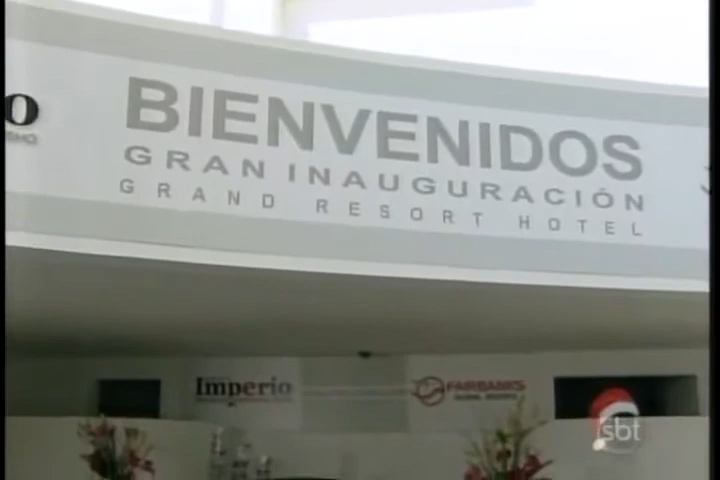 BIENVENIDOS
GRAN INAUGURACIÓN
GRAND RESORT HOTEL
Imperio
FAIRBANKS
sbt